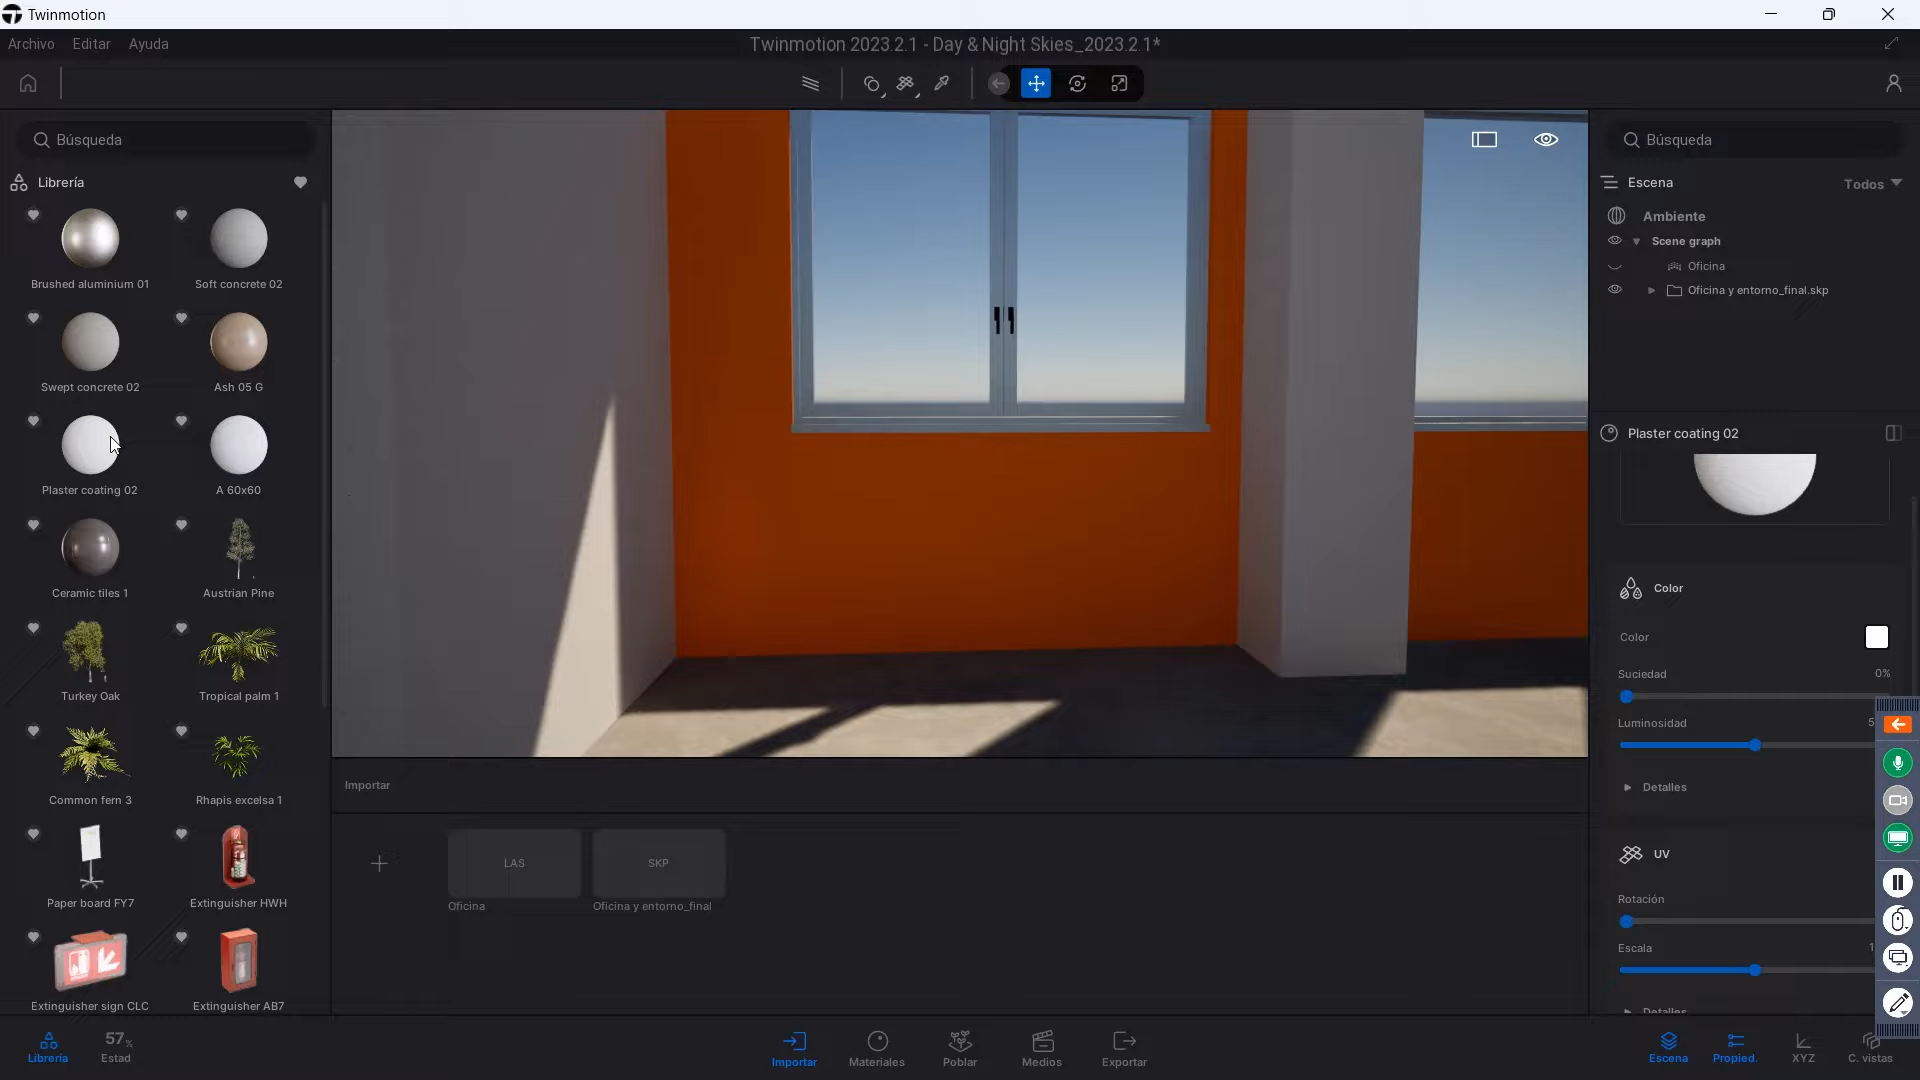 Twinmotion
Archivo Editar Ayuda
Twinmotion 2023.2.1 - Day & Night Skies_2023.2.1*
Búsqueda
Librería
Brushed aluminium 01
Soft concrete 02
Swept concrete 02
Ash 05 G
Plaster coating 02
A 60x60
Ceramic tiles 1
Austrian Pine
Turkey Oak
Tropical palm 1
Common fern 3
Rhapis excelsa 1
Paper board FY7
Extinguisher HWH
Extinguisher sign CLC
Extinguisher AB7
Importar
LAS
SKP
Oficina
Oficina y entorno_final
Búsqueda
Escena
Todos
Ambiente
Scene graph
Oficina
Oficina y entorno_final.skp
Plaster coating 02
Color
Color
Suciedad 0%
Luminosidad 5
Detalles
UV
Rotación
Escala 1
Detalles
Librería
57%
Estad
Importar
Materiales
Poblar
Medios
Exportar
Escena
Propied.
XYZ
C. vistas